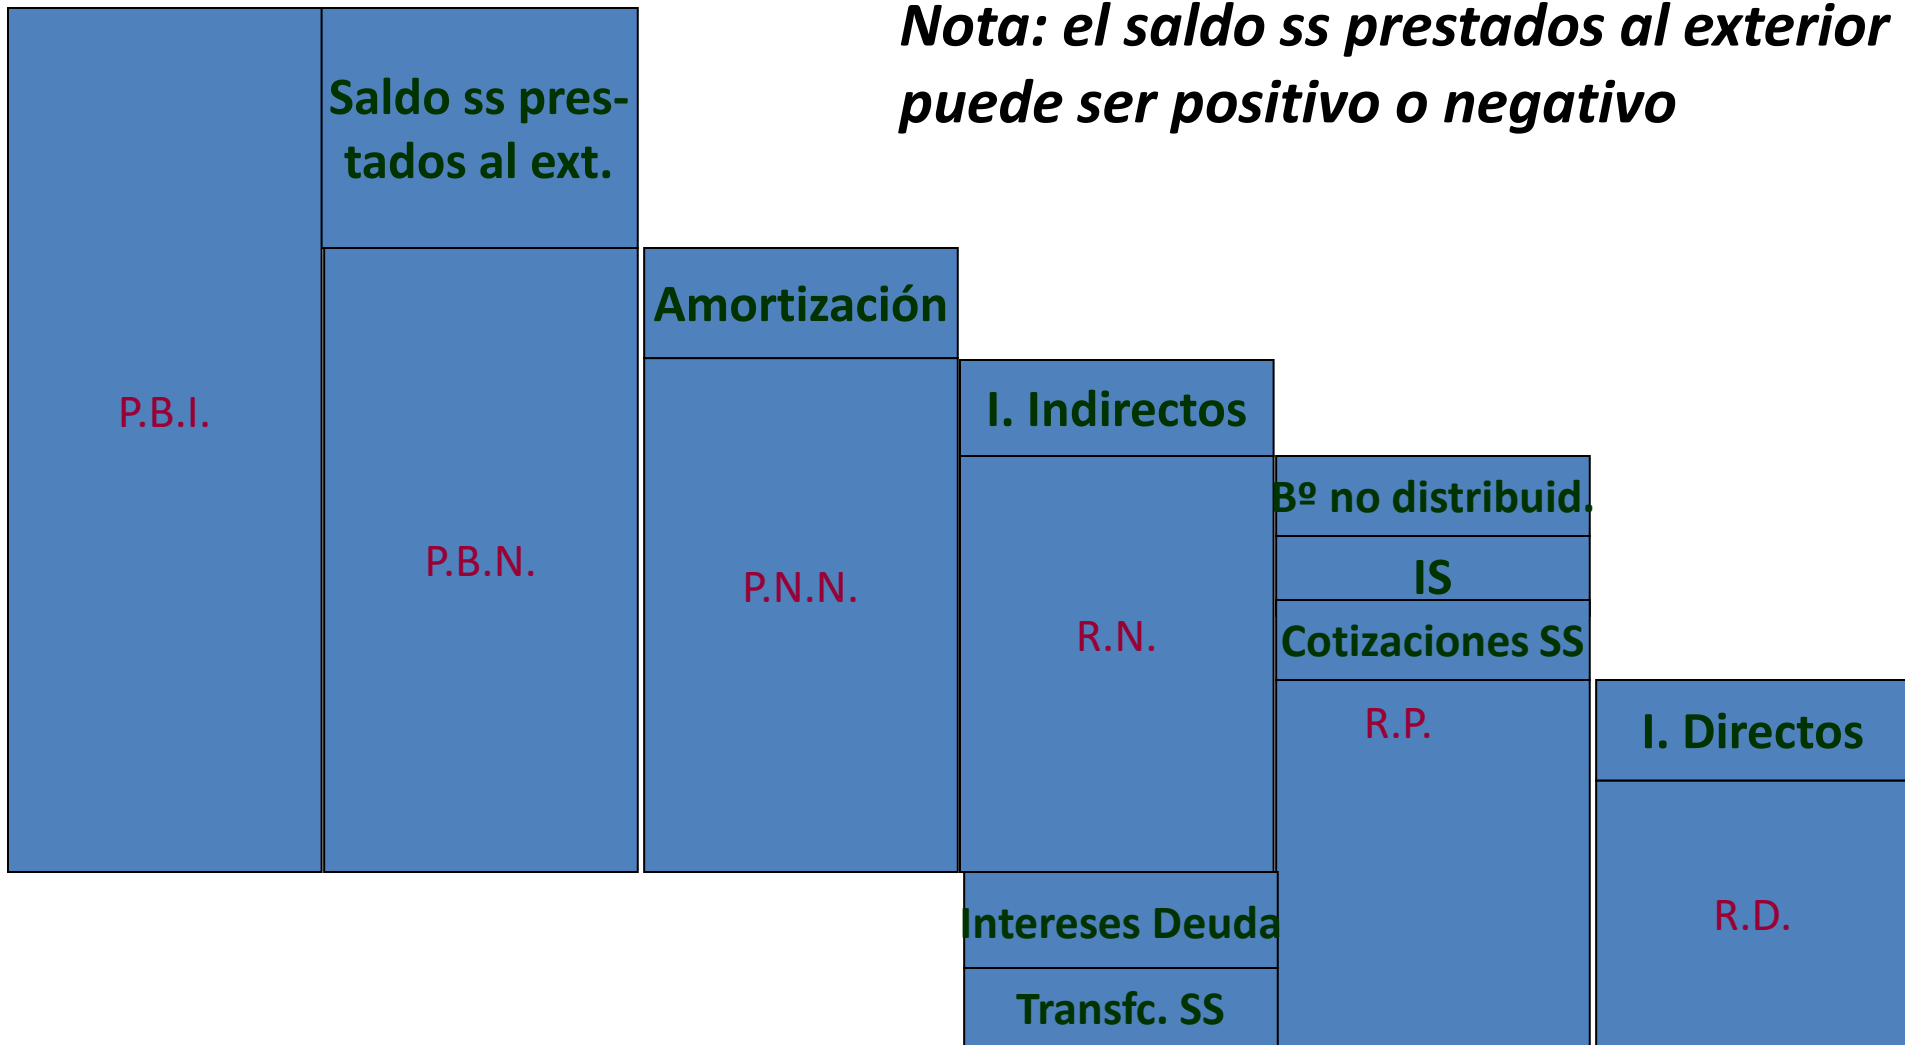 Nota: el saldo ss prestados al exterior
puede ser positivo o negativo
Saldo ss pres-
tados al ext.
P.B.I.
P.B.N.
Amortización
P.N.N.
I. Indirectos
R.N.
Intereses Deuda
Transfc. SS
Bº no distribuid.
IS
Cotizaciones SS
R.P.
I. Directos
R.D.